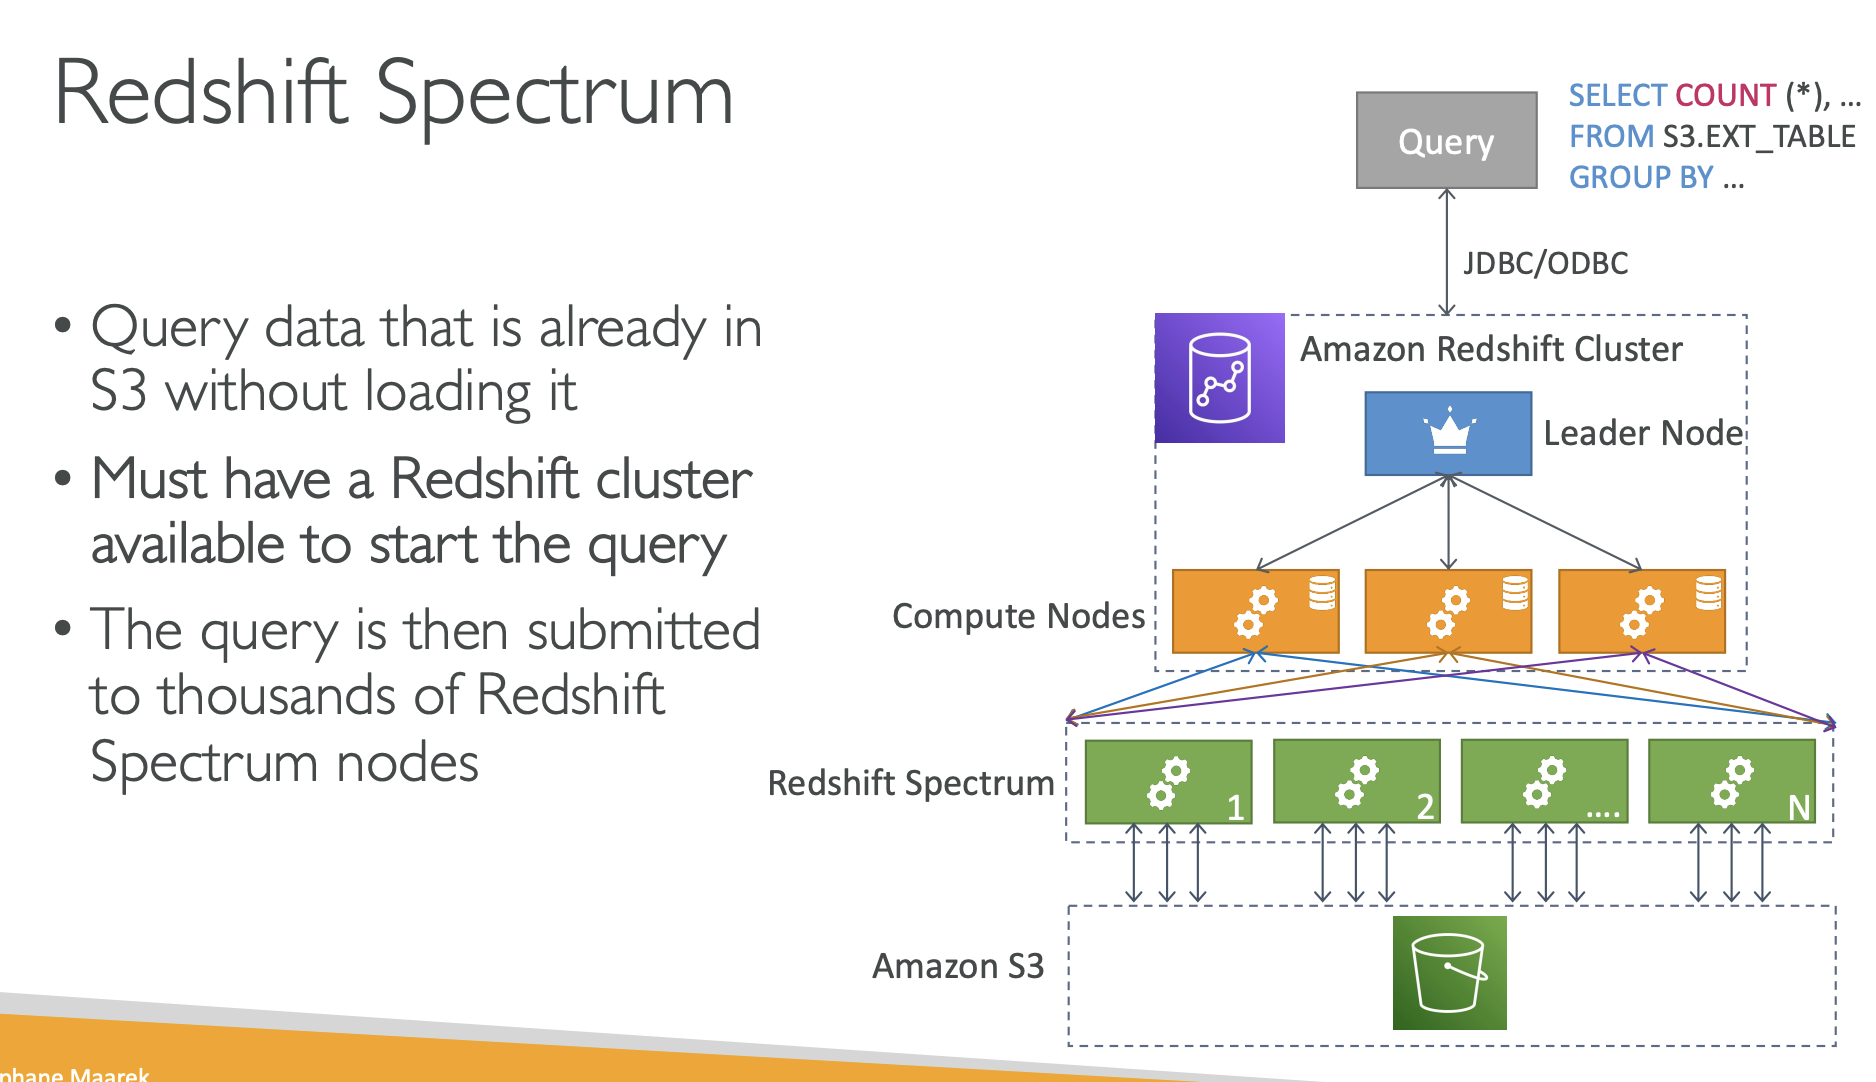 Redshift Spectrum
• Query data that is already in
S3 without loading it
• Must have a Redshift cluster
available to start the query
• The query is then submitted
to thousands of Redshift
Spectrum nodes
Query
SELECT COUNT (*), ...
FROM S3.EXT_TABLE
GROUP BY ...
JDBC/ODBC
Amazon Redshift Cluster
Leader Node
Compute Nodes
Redshift Spectrum
1
2
....
N
Amazon S3
phane Maarek